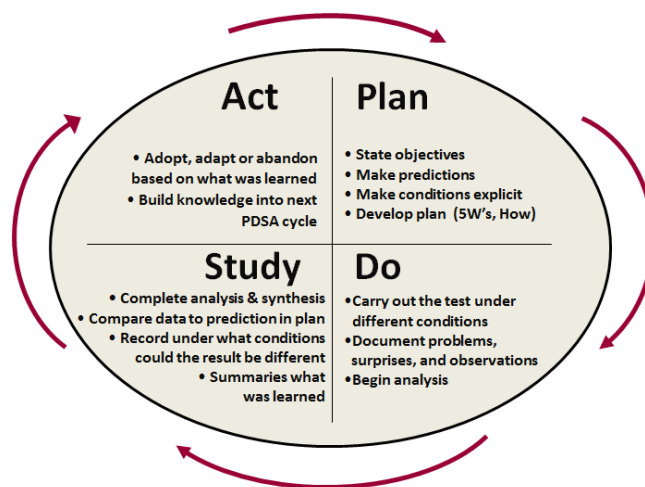 Act
• Adopt, adapt or abandon
based on what was learned
• Build knowledge into next
PDSA cycle
Plan
• State objectives
• Make predictions
• Make conditions explicit
• Develop plan (5W's, How)
Study
• Complete analysis & synthesis
• Compare data to prediction in plan
• Record under what conditions
could the result be different
• Summaries what
was learned
Do
•Carry out the test under
different conditions
•Document problems,
surprises, and observations
•Begin analysis